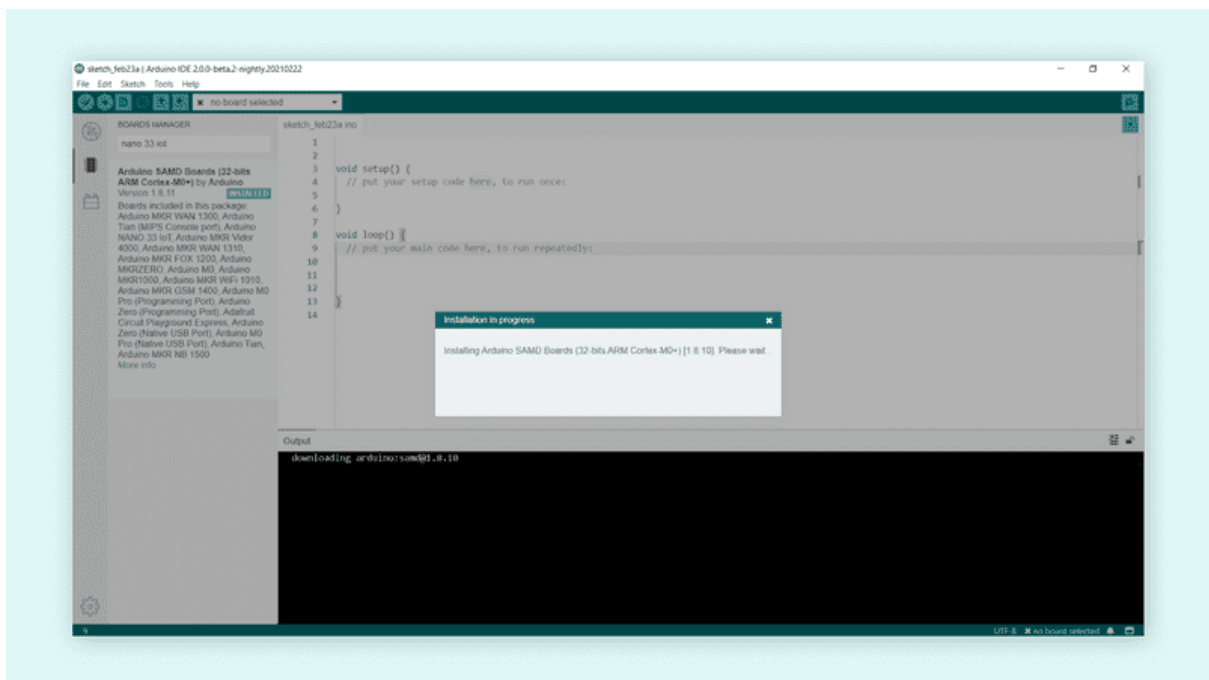 sketch_feb23a | Arduino IDE 2.0.0-beta.2-nightly.20210222
File Edit Sketch Tools Help
no board selected
BOARDS MANAGER
sketch_feb23a.ino
nano 33 iot
Arduino SAMD Boards (32-bits
ARM Cortex-M0+) by Arduino
Version 1.8.11
INSTALLED
Boards included in this package:
Arduino MKR WAN 1300, Arduino
Tian (MIPS Console port), Arduino
NANO 33 IoT, Arduino MKR Vidor
4000, Arduino MKR WAN 1310,
Arduino MKR FOX 1200, Arduino
MKRZERO, Arduino M0, Arduino
MKR1000, Arduino MKR WiFi 1010,
Arduino MKR GSM 1400, Arduino M0
Pro (Programming Port), Arduino
Zero (Programming Port), Adafruit
Circuit Playground Express, Arduino
Zero (Native USB Port), Arduino M0
Pro (Native USB Port), Arduino Tian,
Arduino MKR NB 1500
More info
1
2
3 void setup() {
4 // put your setup code here, to run once:
5
6 }
7
8 void loop() {
9 // put your main code here, to run repeatedly:
10
11
12
13 }
14
Installation in progress
Installing Arduino SAMD Boards (32-bits ARM Cortex-M0+) [1.8.10]. Please wait.
Output
downloading arduino:samd@1.8.10
9
UTF-8 no board selected